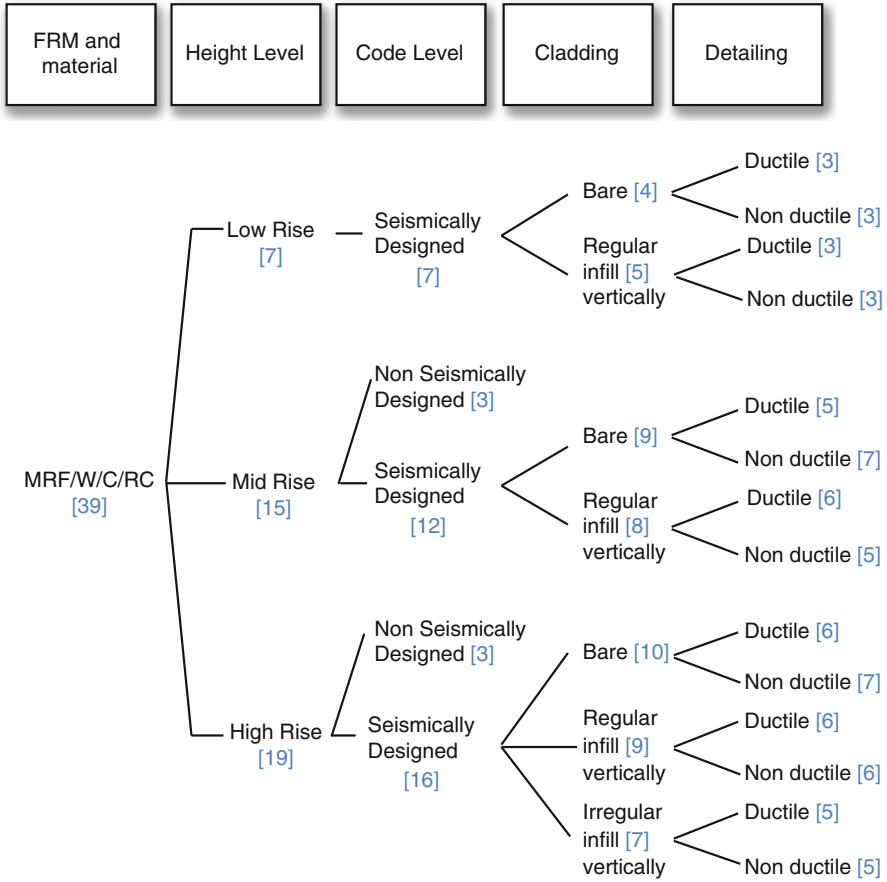 FRM and
material
Height Level
Code Level
Cladding
Detailing
MRF/W/C/RC
[39]
Low Rise
[7]
Seismically
Designed
[7]
Bare [4]
Ductile [3]
Non ductile [3]
Regular
infill [5]
vertically
Ductile [3]
Non ductile [3]
Mid Rise
[15]
Non Seismically
Designed [3]
Seismically
Designed
[12]
Bare [9]
Ductile [5]
Non ductile [7]
Regular
infill [8]
vertically
Ductile [6]
Non ductile [5]
High Rise
[19]
Non Seismically
Designed [3]
Seismically
Designed
[16]
Bare [10]
Ductile [6]
Non ductile [7]
Regular
infill [9]
vertically
Ductile [6]
Non ductile [6]
Irregular
infill [7]
vertically
Ductile [5]
Non ductile [5]